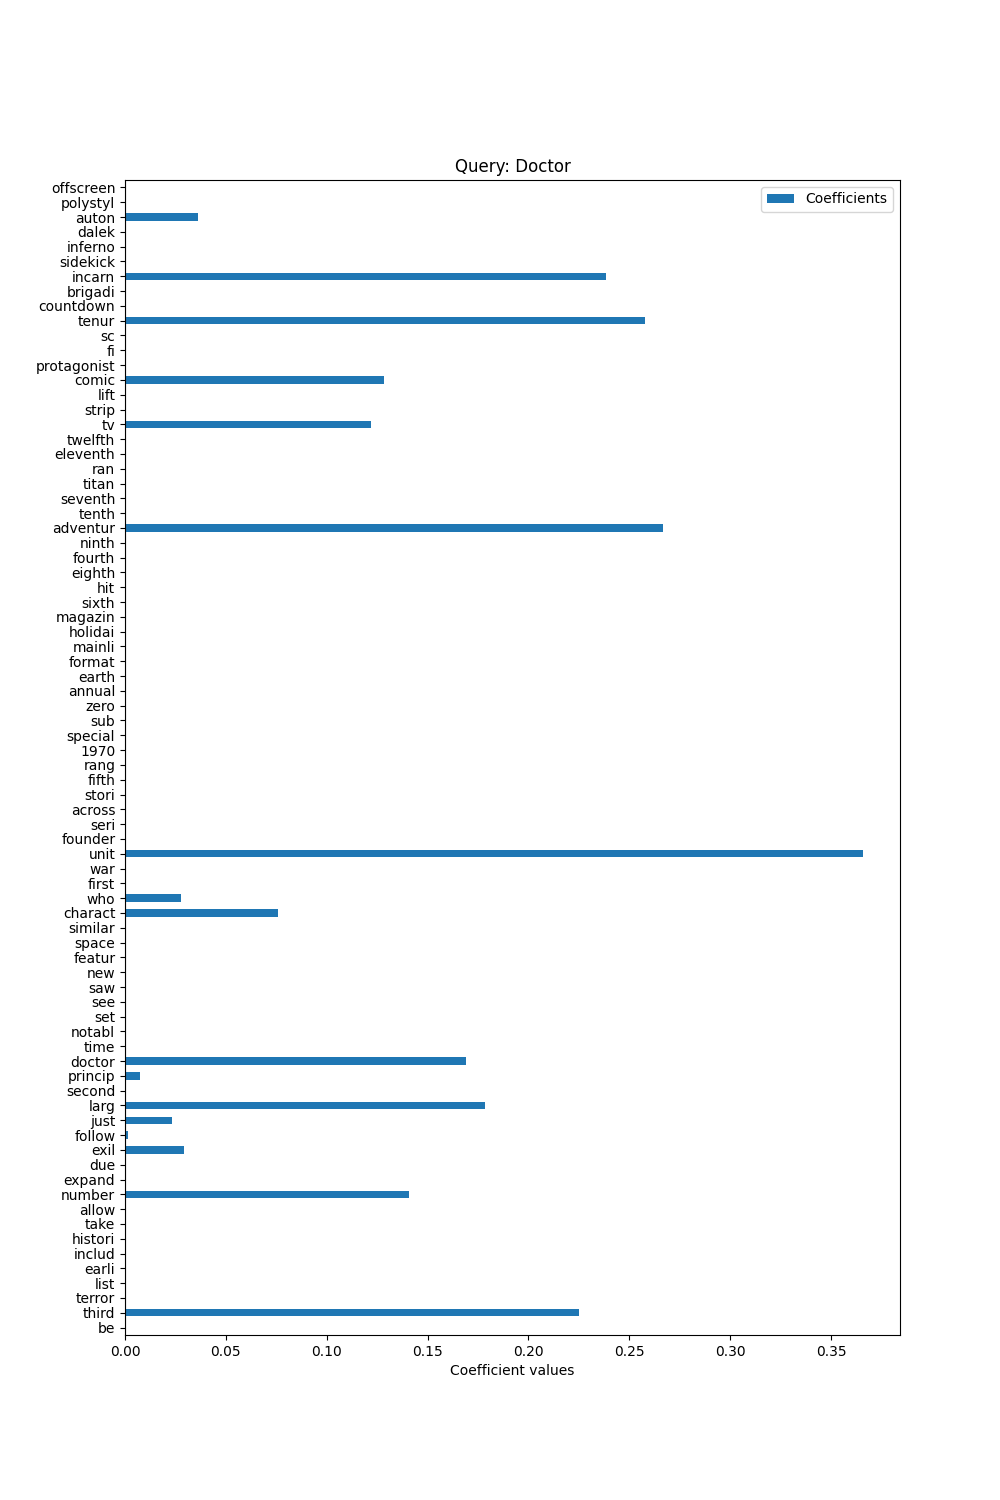 Query: Doctor
Coefficients
offscreen
polystyl
auton
dalek
inferno
sidekick
incarn
brigadi
countdown
tenur
sc
fi
protagonist
comic
lift
strip
tv
twelfth
eleventh
ran
titan
seventh
tenth
adventur
ninth
fourth
eighth
hit
sixth
magazin
holidai
mainli
format
earth
annual
zero
sub
special
1970
rang
fifth
stori
across
seri
founder
unit
war
first
who
charact
similar
space
featur
new
saw
see
set
notabl
time
doctor
princip
second
larg
just
follow
exil
due
expand
number
allow
take
histori
includ
earli
list
terror
third
be
0.00 0.05 0.10 0.15 0.20 0.25 0.30 0.35
Coefficient values